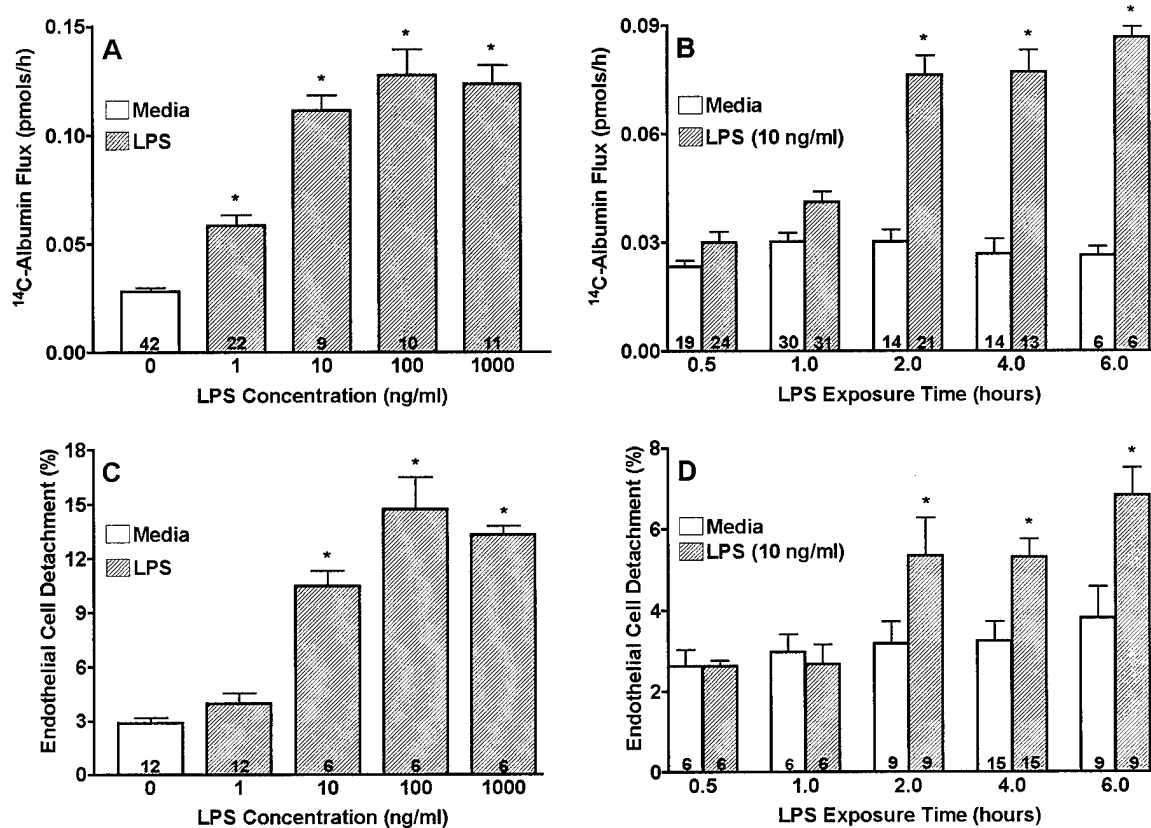 A
¹⁴C-Albumin Flux (pmols/h)
0.15
0.10
0.05
0.00
Media
LPS
*
*
*
*
42 22 9 10 11
0 1 10 100 1000
LPS Concentration (ng/ml)
B
¹⁴C-Albumin Flux (pmols/h)
0.09
0.06
0.03
0.00
Media
LPS (10 ng/ml)
*
*
*
19 24 30 31 14 21 14 13 6 6
0.5 1.0 2.0 4.0 6.0
LPS Exposure Time (hours)
C
Endothelial Cell Detachment (%)
18
15
12
9
6
3
0
Media
LPS
*
*
*
12 12 6 6 6
0 1 10 100 1000
LPS Concentration (ng/ml)
D
Endothelial Cell Detachment (%)
8
6
4
2
0
Media
LPS (10 ng/ml)
*
*
*
6 6 6 6 9 9 15 15 9 9
0.5 1.0 2.0 4.0 6.0
LPS Exposure Time (hours)